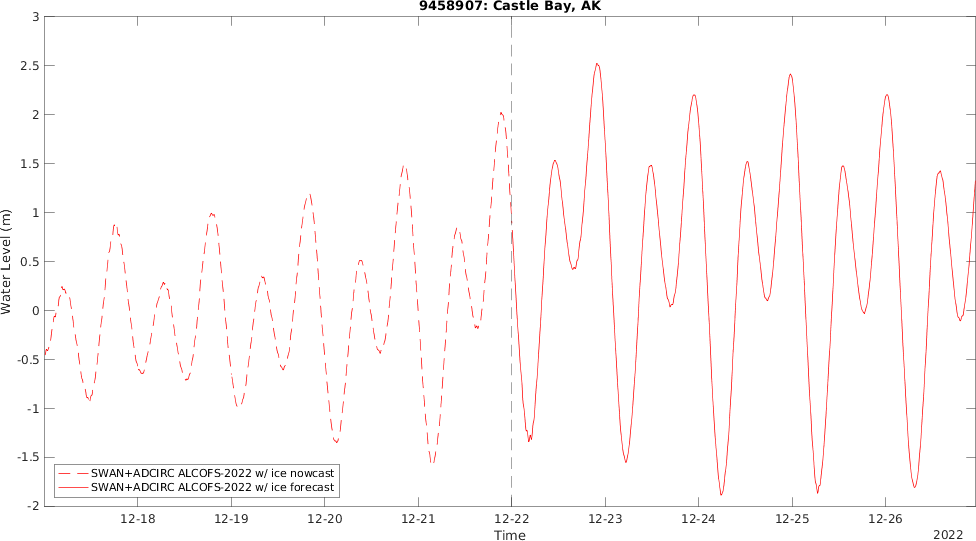 9458907: Castle Bay, AK
3
2.5
2
1.5
1
0.5
0
-0.5
-1
-1.5
-2
Water Level (m)
SWAN+ADCIRC ALCOFS-2022 w/ ice nowcast
SWAN+ADCIRC ALCOFS-2022 w/ ice forecast
12-18 12-19 12-20 12-21 12-22 12-23 12-24 12-25 12-26
Time
2022